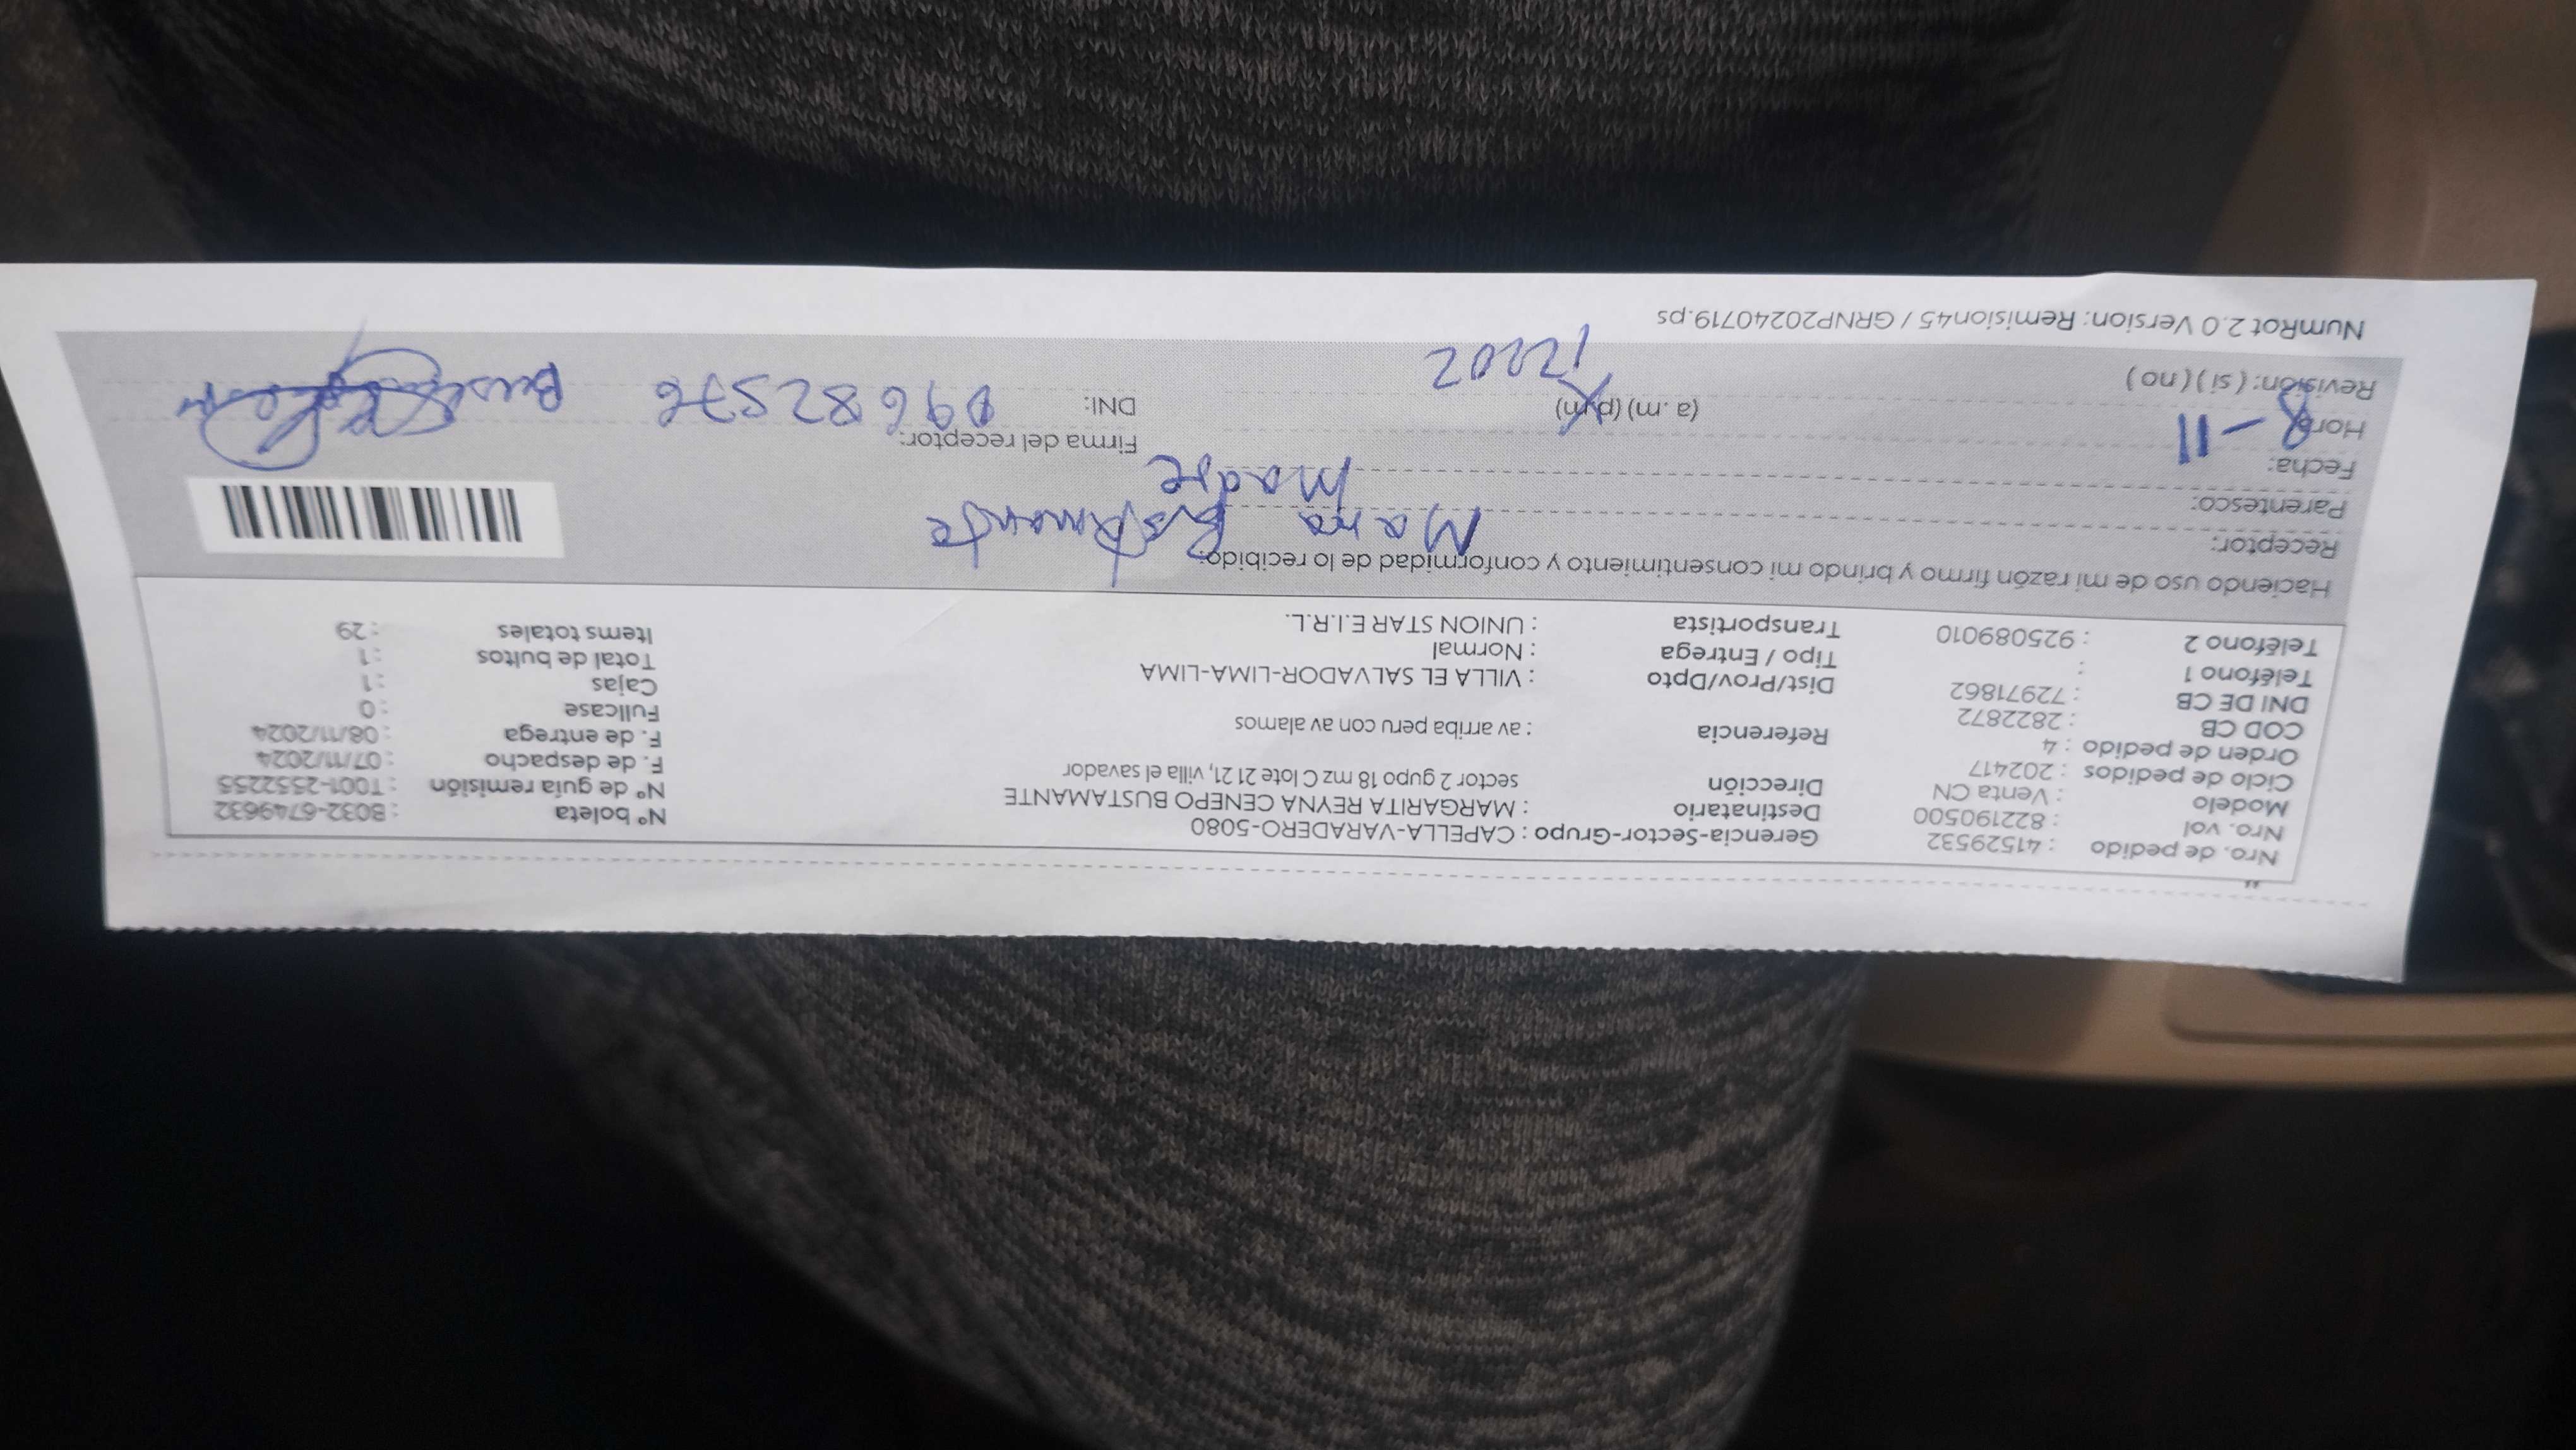 Nro. de pedido : 41529532 Gerencia-Sector-Grupo : CAPELLA-VARADERO-5080 N° boleta : B032-6749632
Nro. vol : 822190500 Destinatario : MARGARITA REYNA CENEPO BUSTAMANTE N° de guía remisión : T001-2552255
Modelo : Venta CN Dirección sector 2 gupo 18 mz C lote 21 21, villa el savador F. de despacho : 07/11/2024
Ciclo de pedidos : 202417 F. de entrega : 08/11/2024
Orden de pedido : 4 Referencia : av arriba peru con av alamos Fullcase : 0
COD CB : 2822872 Cajas : 1
DNI DE CB : 72971862 Dist/Prov/Dpto : VILLA EL SALVADOR-LIMA-LIMA Total de bultos : 1
Teléfono 1 : Tipo / Entrega : Normal Items totales : 29
Teléfono 2 : 925089010 Transportista : UNION STAR E.I.R.L.
Haciendo uso de mi razón firmo y brindo mi consentimiento y conformidad de lo recibido:
Receptor: Bustamante
Parentesco: Madre
Fecha: 8-11 Firma del receptor:
Hora: (a.m) (p.m) DNI: 09682576
Revisión: ( si ) ( no )
NumRot 2.0 Version: Remision45 / GRNP20240719.ps